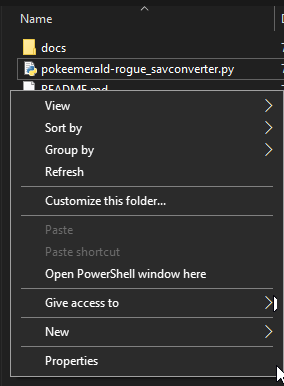 Name
docs
pokeemerald-rogue_savconverter.py
README.md
View
Sort by
Group by
Refresh
Customize this folder...
Paste
Paste shortcut
Open PowerShell window here
Give access to
New
Properties